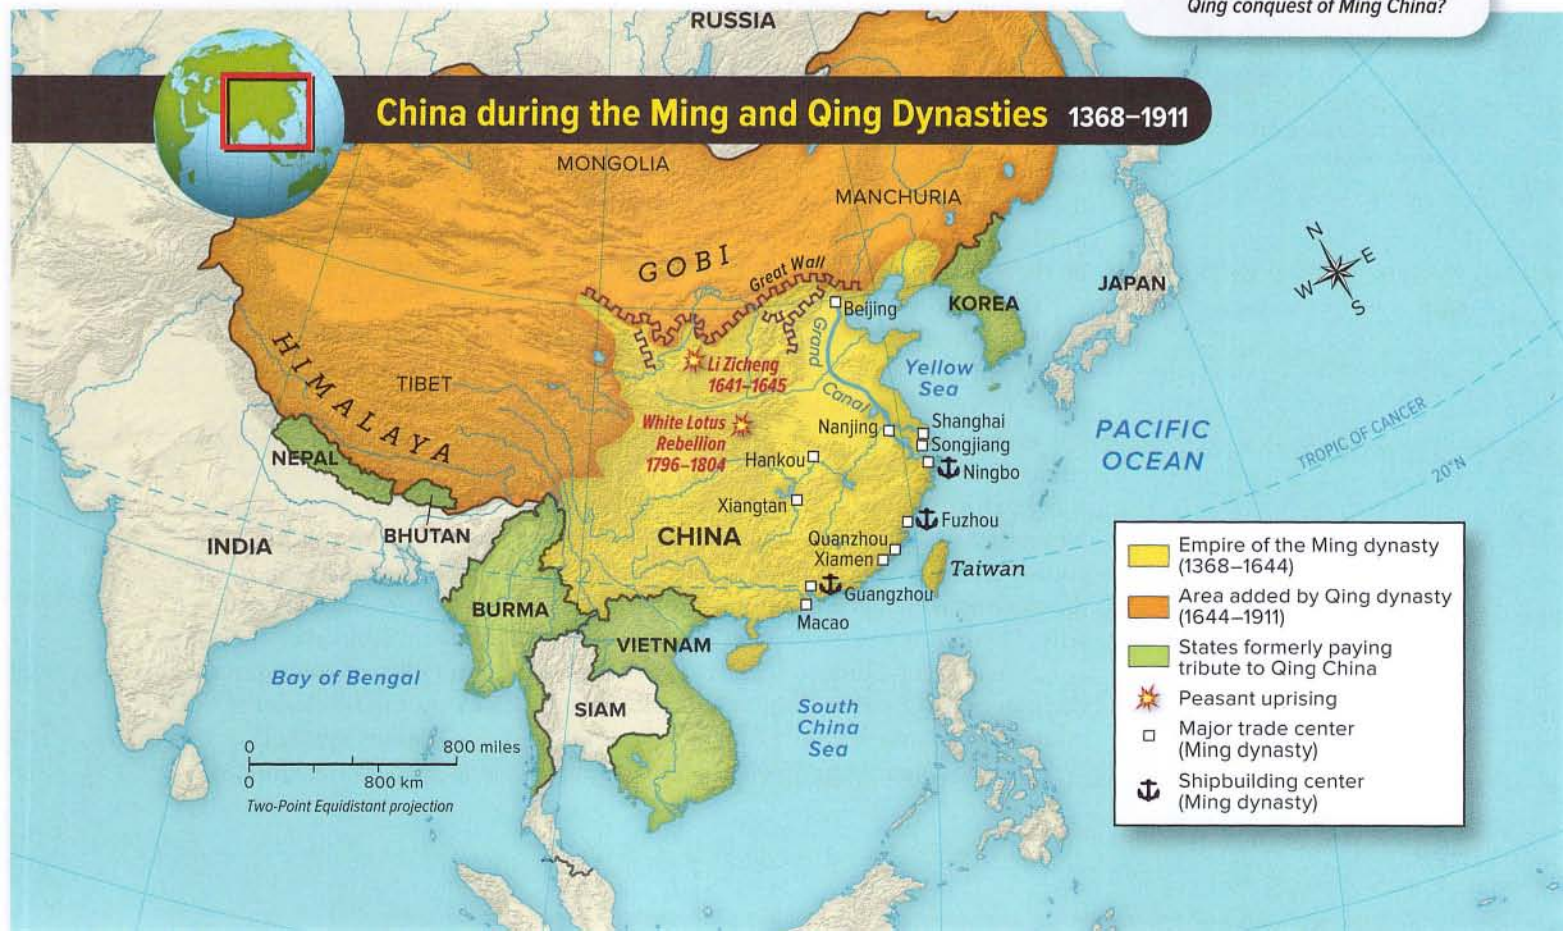 Qing conquest of Ming China?
RUSSIA
China during the Ming and Qing Dynasties 1368–1911
MONGOLIA
MANCHURIA
GOBI
Great Wall
Beijing
KOREA
JAPAN
N
E
W
S
HIMALAYA
TIBET
Li Zicheng
1641–1645
Grand
Canal
Yellow
Sea
White Lotus
Rebellion
1796–1804
Nanjing
Shanghai
Songjiang
Ningbo
Hankou
PACIFIC
OCEAN
TROPIC OF CANCER
20°N
NEPAL
BHUTAN
INDIA
Xiangtan
CHINA
Fuzhou
Quanzhou
Xiamen
Taiwan
Guangzhou
Macao
BURMA
VIETNAM
SIAM
Bay of Bengal
South
China
Sea
0
800 miles
0
800 km
Two-Point Equidistant projection
Empire of the Ming dynasty
(1368–1644)
Area added by Qing dynasty
(1644–1911)
States formerly paying
tribute to Qing China
Peasant uprising
Major trade center
(Ming dynasty)
Shipbuilding center
(Ming dynasty)